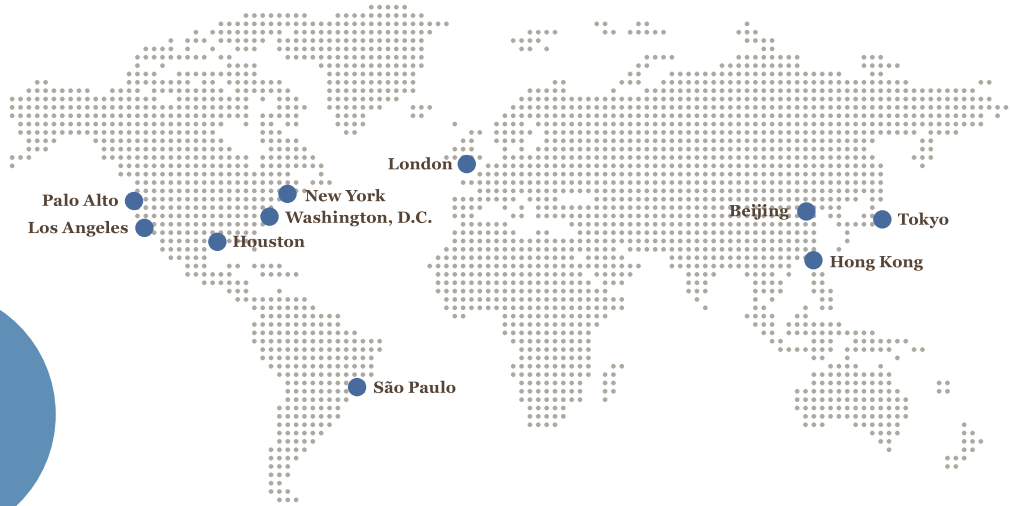 London
Palo Alto
New York
Los Angeles
Washington, D.C.
Houston
Beijing
Tokyo
Hong Kong
São Paulo